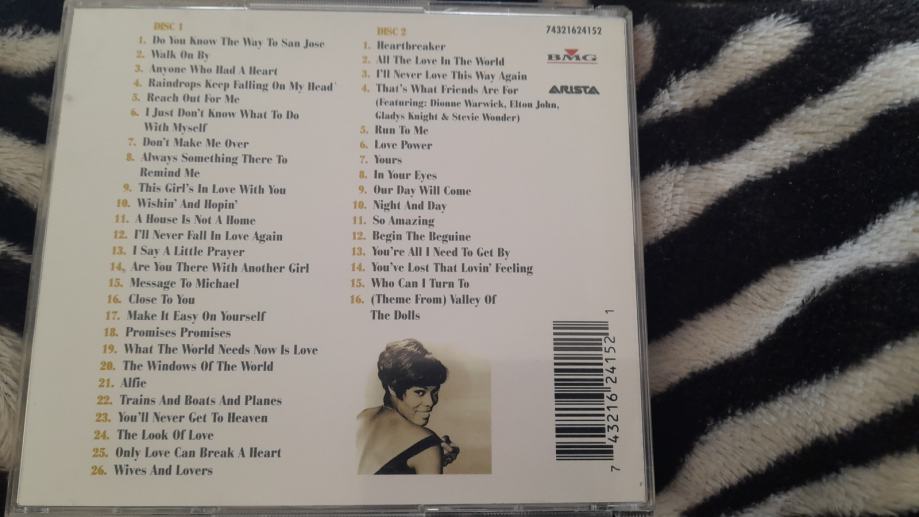 DISC 1
1. Do You Know The Way To San Jose
2. Walk On By
3. Anyone Who Had A Heart
4. Raindrops Keep Falling On My Head'
5. Reach Out For Me
6. I Just Don't Know What To Do
With Myself
7. Don't Make Me Over
8. Always Something There To
Remind Me
9. This Girl's In Love With You
10. Wishin' And Hopin'
11. A House Is Not A Home
12. I'll Never Fall In Love Again
13. I Say A Little Prayer
14, Are You There With Another Girl
15. Message To Michael
16. Close To You
17. Make It Easy On Yourself
18. Promises Promises
19. What The World Needs Now Is Love
20. The Windows Of The World
21. Alfie
22. Trains And Boats And Planes
23. You'll Never Get To Heaven
24. The Look Of Love
25. Only Love Can Break A Heart
26. Wives And Lovers
DISC 2
1. Heartbreaker
2. All The Love In The World
3. I'll Never Love This Way Again
4. That's What Friends Are For
(Featuring: Dionne Warwick, Elton John,
Gladys Knight & Stevie Wonder)
5. Run To Me
6. Love Power
7. Yours
8. In Your Eyes
9. Our Day Will Come
10. Night And Day
11. So Amazing
12. Begin The Beguine
13. You're All I Need To Get By
14. You've Lost That Lovin' Feeling
15. Who Can I Turn To
16. (Theme From) Valley Of
The Dolls
74321624152
BMG
ARISTA
7 43216 24152 1